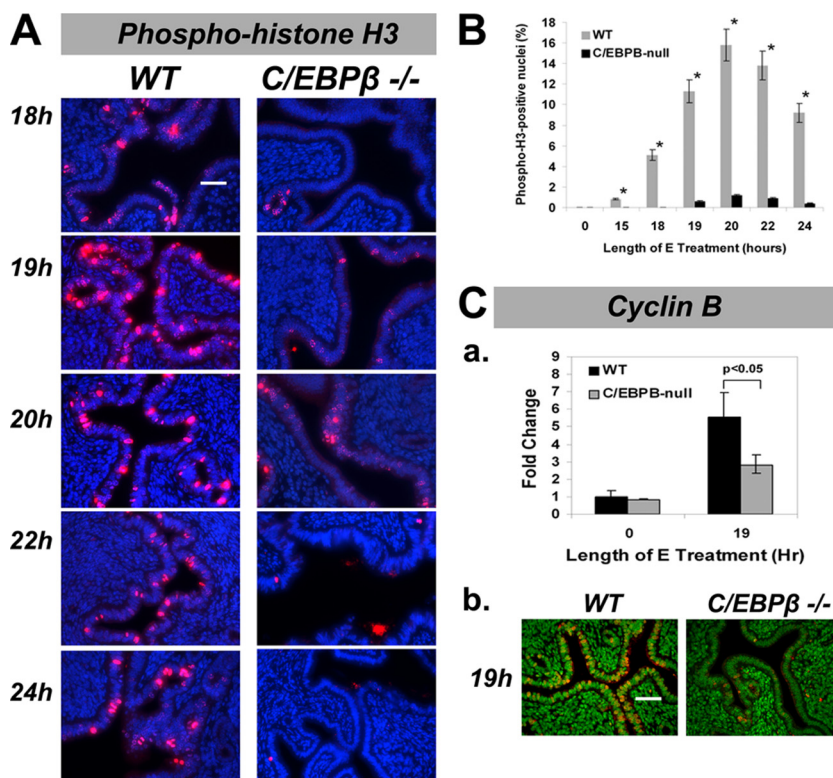 A
Phospho-histone H3
WT C/EBPβ -/-
18h
19h
20h
22h
24h
B
Phospho-H3-positive nuclei (%)
18
16
14
12
10
8
6
4
2
0
WT
C/EBPB-null
* * * * * *
0 15 18 19 20 22 24
Length of E Treatment (hours)
C
Cyclin B
a.
Fold Change
9
8
7
6
5
4
3
2
1
0
WT
C/EBPB-null
p<0.05
0 19
Length of E Treatment (Hr)
b.
WT C/EBPβ -/-
19h